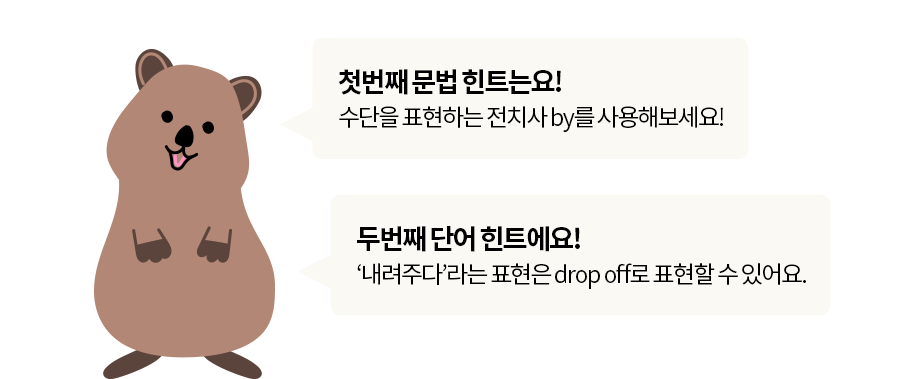 첫번째 문법 힌트는요!
수단을 표현하는 전치사 by를 사용해보세요!
두번째 단어 힌트에요!
‘내려주다’라는 표현은 drop off로 표현할 수 있어요.